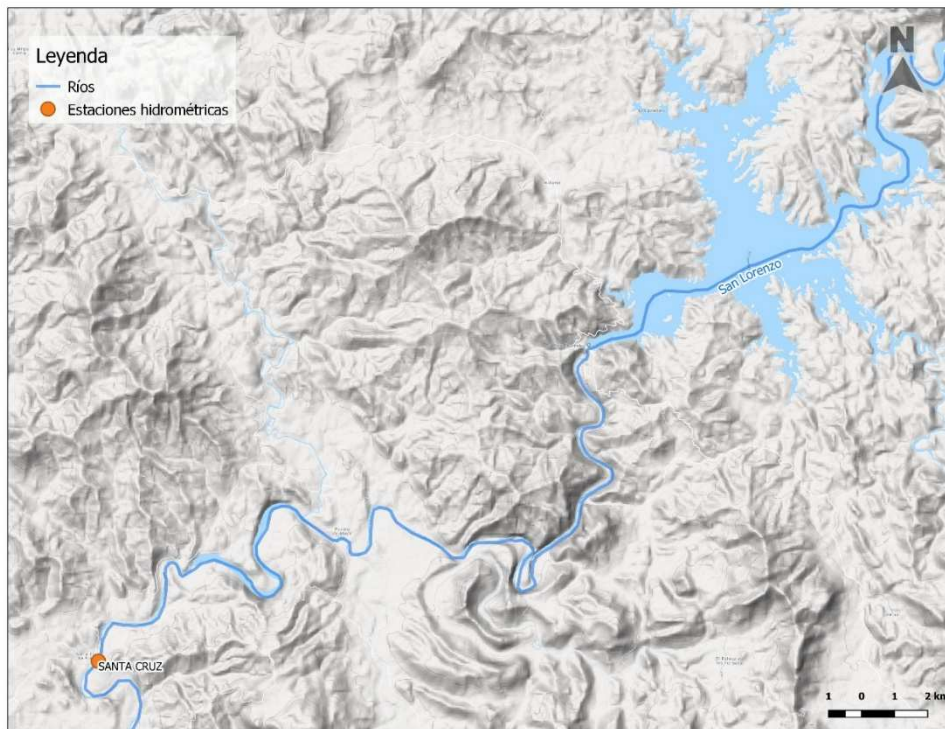 Leyenda
Ríos
Estaciones hidrométricas
N
San Lorenzo
SANTA CRUZ
1 0 1 2 km